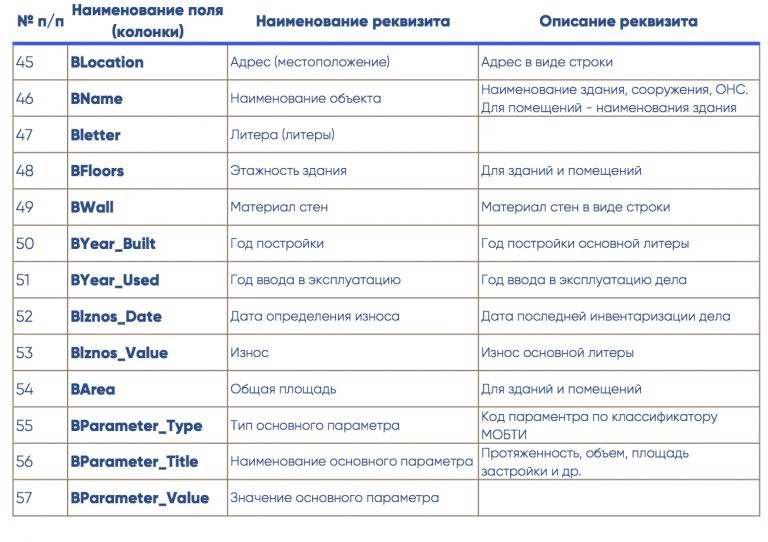 № п/п Наименование поля (колонки) Наименование реквизита Описание реквизита
45 BLocation Адрес (местоположение) Адрес в виде строки
46 BName Наименование объекта Наименование здания, сооружения, ОНС.
Для помещений - наименования здания
47 Bletter Литера (литеры)
48 BFloors Этажность здания Для зданий и помещений
49 BWall Материал стен Материал стен в виде строки
50 BYear_Built Год постройки Год постройки основной литеры
51 BYear_Used Год ввода в эксплуатацию Год ввода в эксплуатацию дела
52 BIznos_Date Дата определения износа Дата последней инвентаризации дела
53 BIznos_Value Износ Износ основной литеры
54 BArea Общая площадь Для зданий и помещений
55 BParameter_Type Тип основного параметра Код параментра по классификатору
МОБТИ
56 BParameter_Title Наименование основного параметра Протяженность, объем, площадь
застройки и др.
57 BParameter_Value Значение основного параметра